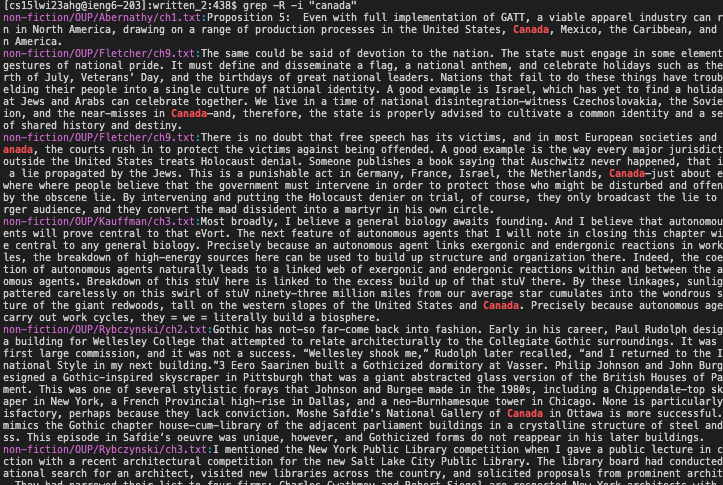 [cs15lwi23ahg@ieng6-203]:written_2:438$ grep -R -i "canada"
non-fiction/OUP/Abernathy/ch1.txt:Proposition 5:  Even with full implementation of GATT, a viable apparel industry can r
n in North America, drawing on a range of production processes in the United States, Canada, Mexico, the Caribbean, and
n America.
non-fiction/OUP/Fletcher/ch9.txt:The same could be said of devotion to the nation. The state must engage in some element
gestures of national pride. It must define and disseminate a flag, a national anthem, and celebrate holidays such as the
rth of July, Veterans’ Day, and the birthdays of great national leaders. Nations that fail to do these things have troub
elding their people into a single culture of national identity. A good example is Israel, which has yet to find a holida
at Jews and Arabs can celebrate together. We live in a time of national disintegration—witness Czechoslovakia, the Sovie
ion, and the near-misses in Canada—and, therefore, the state is properly advised to cultivate a common identity and a se
of shared history and destiny.
non-fiction/OUP/Fletcher/ch9.txt:There is no doubt that free speech has its victims, and in most European societies and
anada, the courts rush in to protect the victims against being offended. A good example is the way every major jurisdict
outside the United States treats Holocaust denial. Someone publishes a book saying that Auschwitz never happened, that i
a lie propagated by the Jews. This is a punishable act in Germany, France, Israel, the Netherlands, Canada—just about e
where where people believe that the government must intervene in order to protect those who might be disturbed and offen
by the obscene lie. By intervening and putting the Holocaust denier on trial, of course, they only broadcast the lie to
rger audience, and they convert the mad dissident into a martyr in his own circle.
non-fiction/OUP/Kauffman/ch3.txt:Most broadly, I believe a general biology awaits founding. And I believe that autonomou
ents will prove central to that eVort. The next feature of autonomous agents that I will note in closing this chapter wi
e central to any general biology. Precisely because an autonomous agent links exergonic and endergonic reactions in work
les, the breakdown of high-energy sources here can be used to build up structure and organization there. Indeed, the coe
tion of autonomous agents naturally leads to a linked web of exergonic and endergonic reactions within and between the a
omous agents. Breakdown of this stuV here is linked to the excess build up of that stuV there. By these linkages, sunlig
pattered carelessly on this swirl of stuV ninety-three million miles from our average star cumulates into the wondrous s
ture of the giant redwoods, tall on the western slopes of the United States and Canada. Precisely because autonomous age
carry out work cycles, they = we = literally build a biosphere.
non-fiction/OUP/Rybczynski/ch2.txt:Gothic has not—so far—come back into fashion. Early in his career, Paul Rudolph desig
a building for Wellesley College that attempted to relate architecturally to the Collegiate Gothic surroundings. It was
first large commission, and it was not a success. “Wellesley shook me,” Rudolph later recalled, “and I returned to the I
national Style in my next building.”3 Eero Saarinen built a Gothicized dormitory at Vasser. Philip Johnson and John Burg
esigned a Gothic-inspired skyscraper in Pittsburgh that was a giant abstracted glass version of the British Houses of Pa
ment. This was one of several stylistic forays that Johnson and Burgee made in the 1980s, including a Chippendale-top sk
aper in New York, a French Provincial high-rise in Dallas, and a neo-Burnhamesque tower in Chicago. None is particularly
isfactory, perhaps because they lack conviction. Moshe Safdie’s National Gallery of Canada in Ottawa is more successful.
mimics the Gothic chapter house-cum-library of the adjacent parliament buildings in a crystalline structure of steel and
ss. This episode in Safdie’s oeuvre was unique, however, and Gothicized forms do not reappear in his later buildings.
non-fiction/OUP/Rybczynski/ch3.txt:I mentioned the New York Public Library competition when I gave a public lecture in c
ction with a recent architectural competition for the new Salt Lake City Public Library. The library board had conducted
ational search for an architect, visited new libraries across the country, and solicited proposals from prominent archit
They had narrowed their list to four firms: Charles Gwathmey and Robert Siegel are respected New York architects with